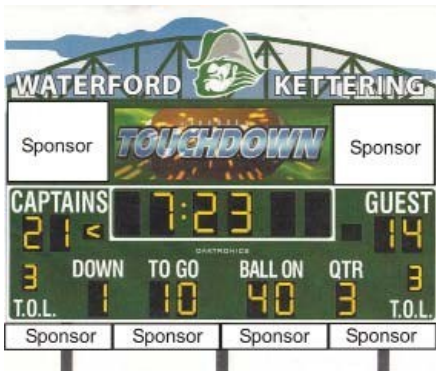 WATERFORD KETTERING
Sponsor TOUCHDOWN Sponsor
CAPTAINS 7:23 GUEST
21 < 14
DAKTRONICS
3 DOWN TO GO BALL ON QTR 3
T.O.L. 1 10 40 3 T.O.L.
Sponsor Sponsor Sponsor Sponsor